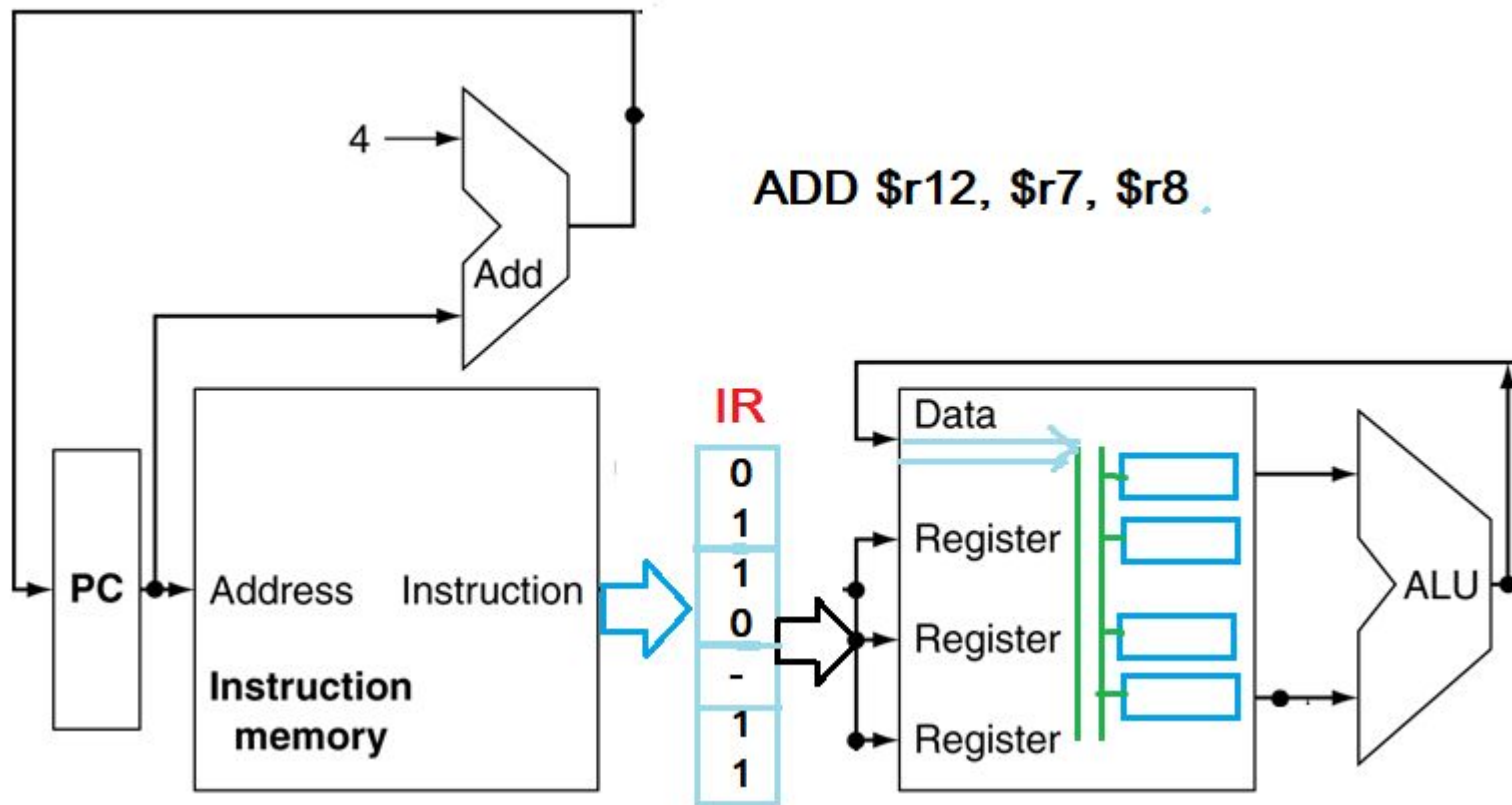 4
Add
ADD $r12, $r7, $r8
PC
Address
Instruction
Instruction
memory
IR
0
1
1
0
-
1
1
Data
Register
Register
Register
ALU